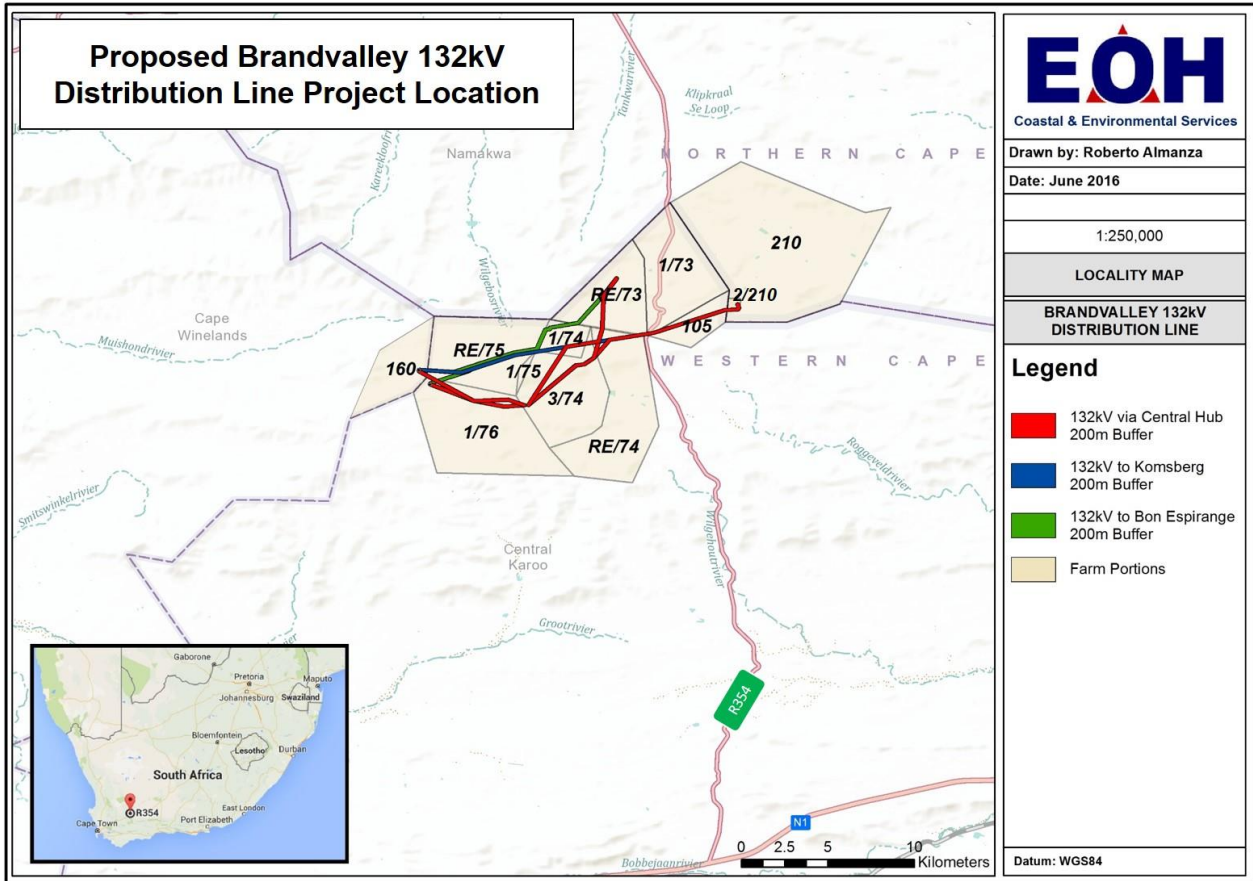 Proposed Brandvalley 132kV
Distribution Line Project Location
EOH
Coastal & Environmental Services
Drawn by: Roberto Almanza
Date: June 2016
1:250,000
LOCALITY MAP
BRANDVALLEY 132kV
DISTRIBUTION LINE
Legend
132kV via Central Hub
200m Buffer
132kV to Komsberg
200m Buffer
132kV to Bon Espirange
200m Buffer
Farm Portions
Datum: WGS84
Klipkraal
Se Loop
Tankwarivier
Namakwa
NORTHERN CAPE
210
1/73
RE/73
2/210
Wilgebosrivier
Cape
Winelands
Muishondrivier
105
1/74
RE/75
WESTERN CAPE
160
1/75
3/74
1/76
RE/74
Roggeveldrivier
Smitswinkelrivier
Wilgehoutrivier
Central
Karoo
Grootrivier
R354
N1
Bobbejaanrivier
0 2.5 5 10
Kilometers
Gaborone
Pretoria
Maputo
Johannesburg
Swaziland
Bloemfontein
Lesotho
Durban
South Africa
R354
East London
Cape Town
Port Elizabeth